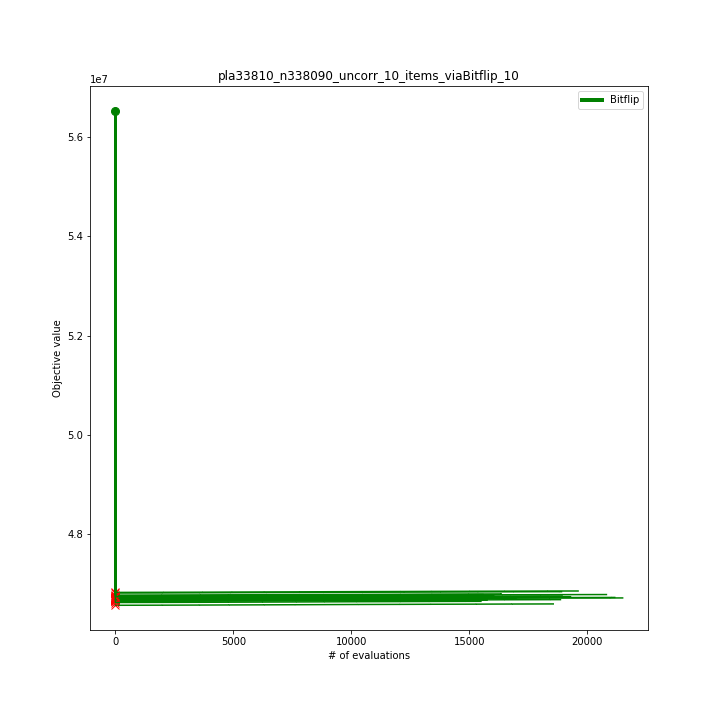 pla33810_n338090_uncorr_10_items_viaBitflip_10
1e7
Bitflip
5.6
5.4
5.2
5.0
4.8
Objective value
0 5000 10000 15000 20000
# of evaluations